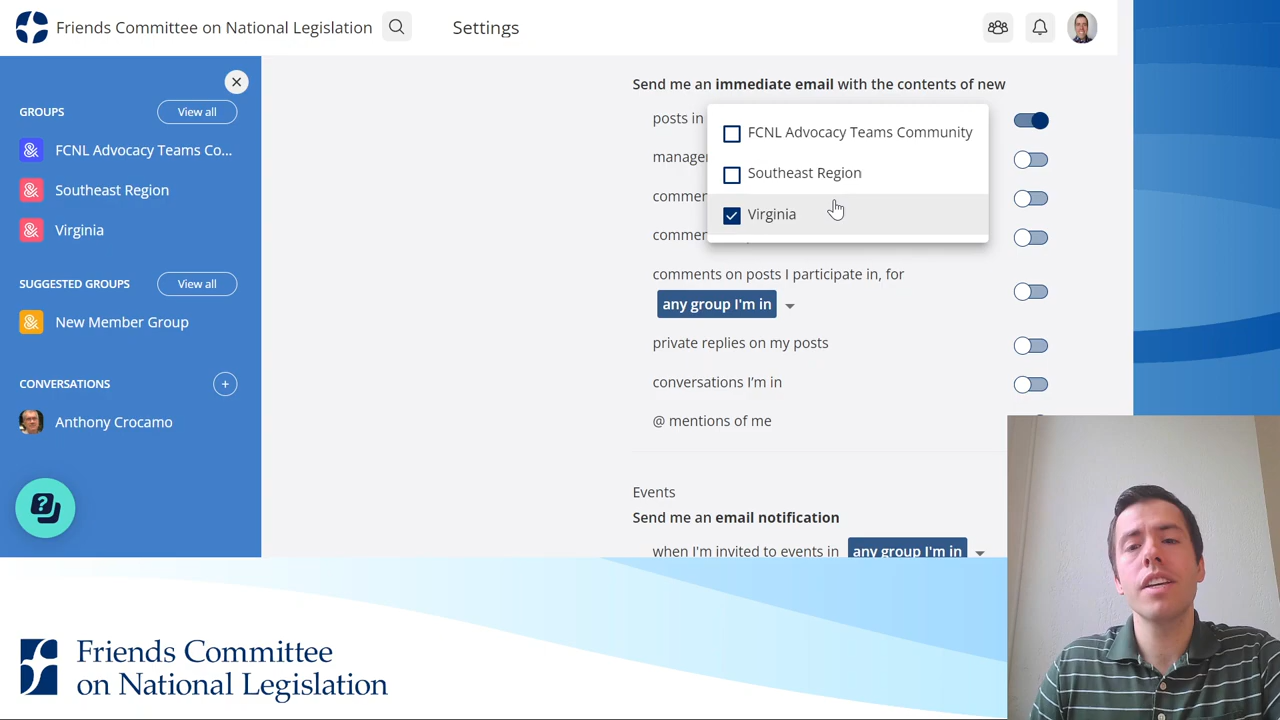 Friends Committee on National Legislation
Settings
GROUPS
View all
FCNL Advocacy Teams Co...
Southeast Region
Virginia
SUGGESTED GROUPS
View all
New Member Group
CONVERSATIONS
Anthony Crocamo
Send me an immediate email with the contents of new
posts in
FCNL Advocacy Teams Community
Southeast Region
Virginia
comments on posts I participate in, for
any group I'm in
private replies on my posts
conversations I’m in
@ mentions of me
Events
Send me an email notification
when I'm invited to events in any group I'm in
Friends Committee
on National Legislation